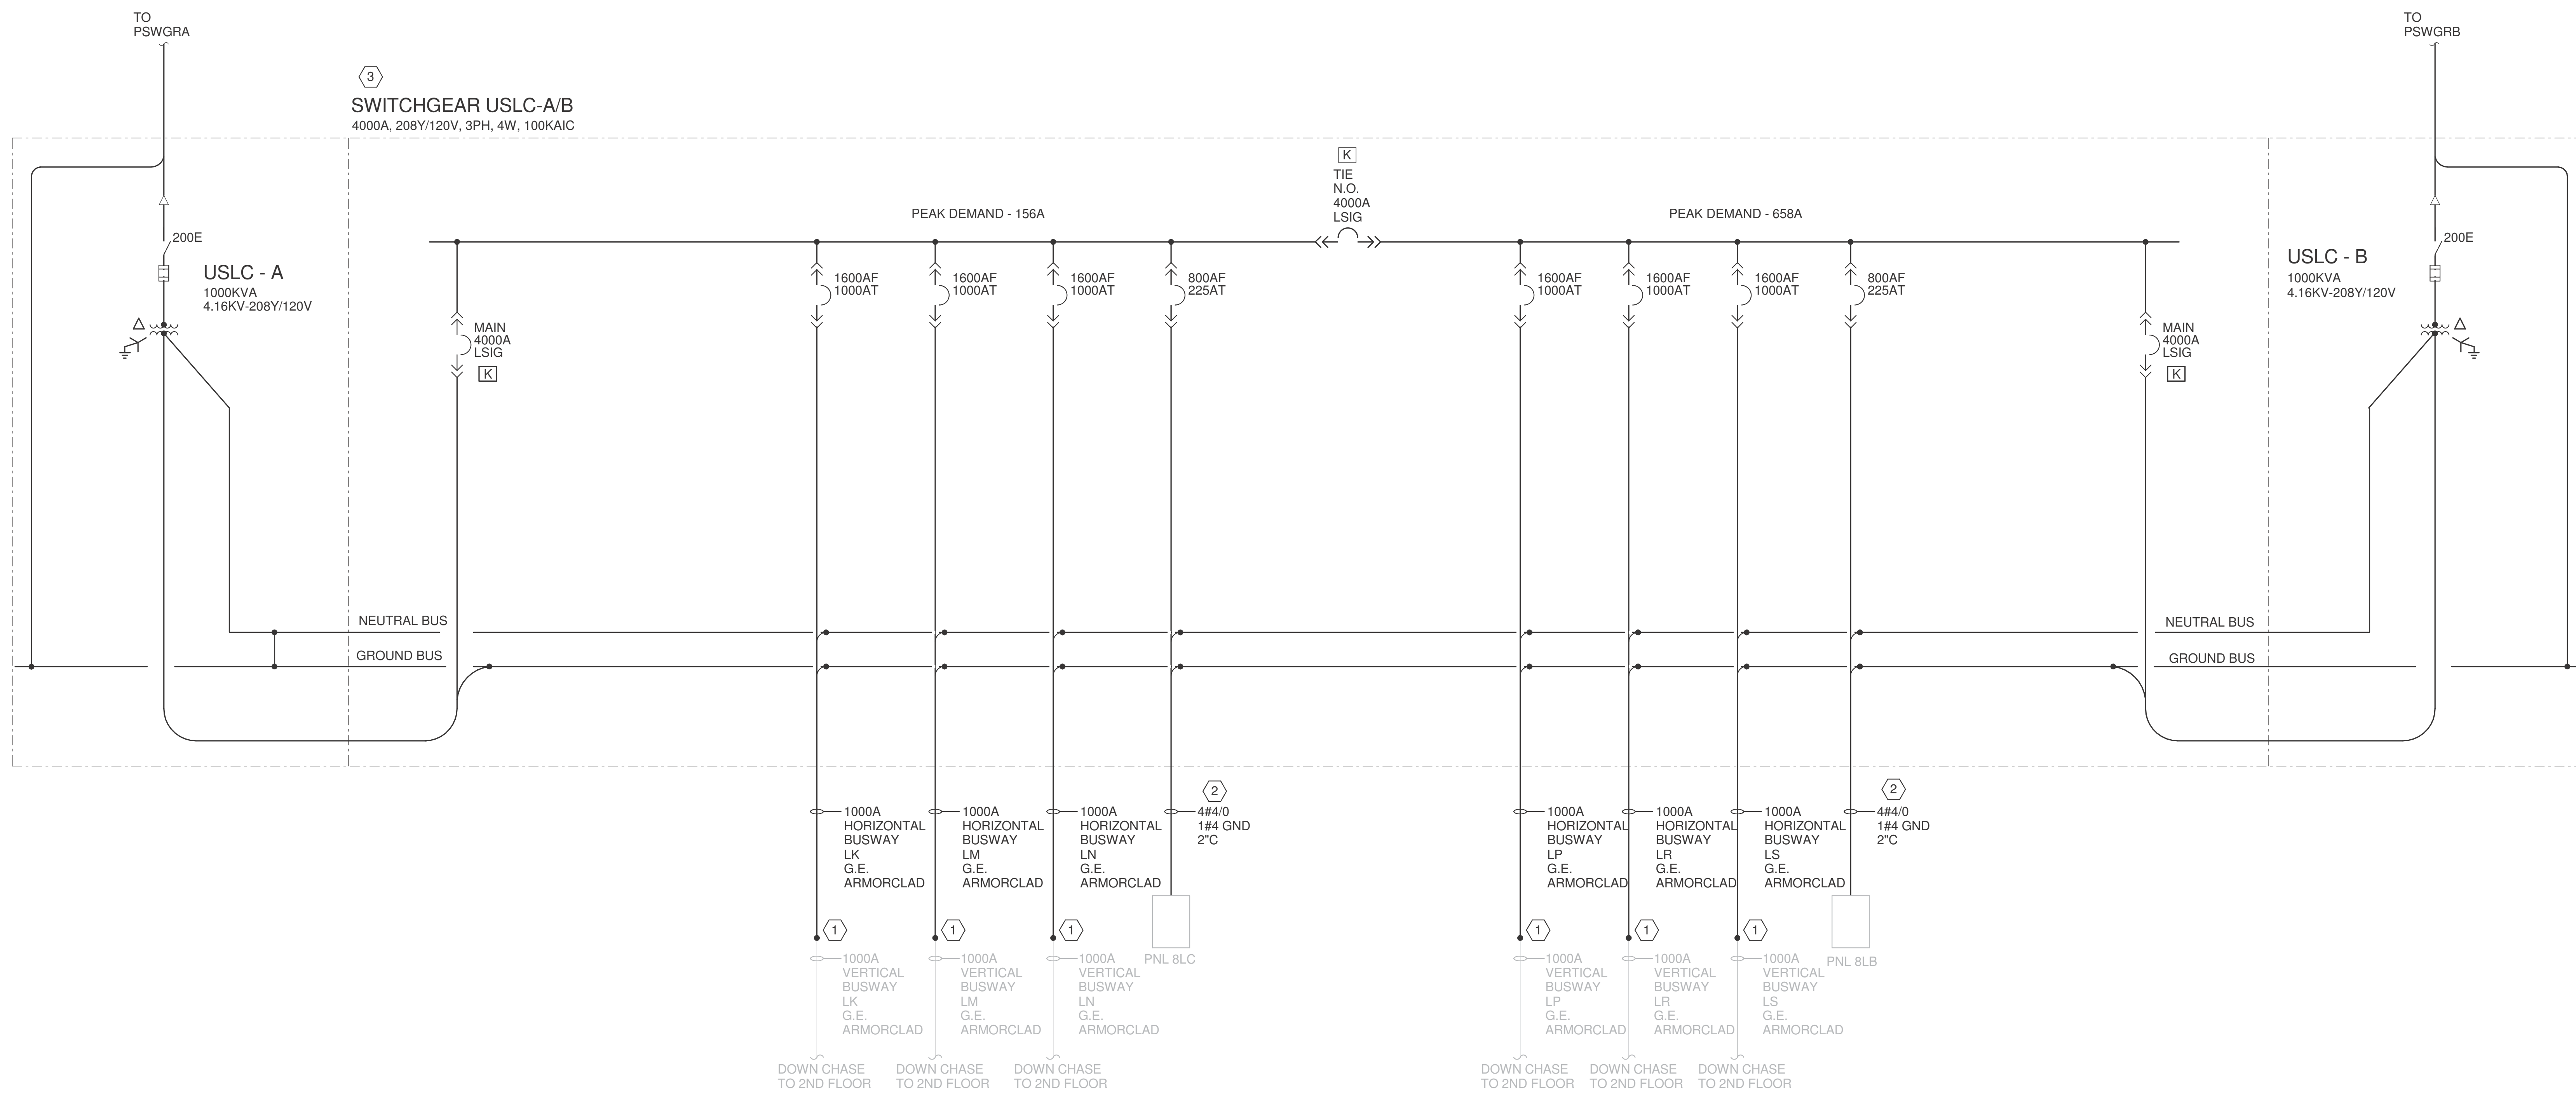 TO
PSWGRA
TO
PSWGRB
3
SWITCHGEAR USLC-A/B
4000A, 208Y/120V, 3PH, 4W, 100KAIC
K
TIE
N.O.
4000A
LSIG
PEAK DEMAND - 156A
PEAK DEMAND - 658A
200E
USLC - A
1000KVA
4.16KV-208Y/120V
MAIN
4000A
LSIG
K
1600AF
1000AT
1600AF
1000AT
1600AF
1000AT
800AF
225AT
1600AF
1000AT
1600AF
1000AT
1600AF
1000AT
800AF
225AT
MAIN
4000A
LSIG
K
200E
USLC - B
1000KVA
4.16KV-208Y/120V
NEUTRAL BUS
GROUND BUS
NEUTRAL BUS
GROUND BUS
1000A
HORIZONTAL
BUSWAY
LK
G.E.
ARMORCLAD
1000A
HORIZONTAL
BUSWAY
LM
G.E.
ARMORCLAD
1000A
HORIZONTAL
BUSWAY
LN
G.E.
ARMORCLAD
2
4#4/0
1#4 GND
2"C
1000A
HORIZONTAL
BUSWAY
LP
G.E.
ARMORCLAD
1000A
HORIZONTAL
BUSWAY
LR
G.E.
ARMORCLAD
1000A
HORIZONTAL
BUSWAY
LS
G.E.
ARMORCLAD
2
4#4/0
1#4 GND
2"C
1
1
1
1
1
1
1000A
VERTICAL
BUSWAY
LK
G.E.
ARMORCLAD
1000A
VERTICAL
BUSWAY
LM
G.E.
ARMORCLAD
1000A
VERTICAL
BUSWAY
LN
G.E.
ARMORCLAD
PNL 8LC
1000A
VERTICAL
BUSWAY
LP
G.E.
ARMORCLAD
1000A
VERTICAL
BUSWAY
LR
G.E.
ARMORCLAD
1000A
VERTICAL
BUSWAY
LS
G.E.
ARMORCLAD
PNL 8LB
DOWN CHASE
TO 2ND FLOOR
DOWN CHASE
TO 2ND FLOOR
DOWN CHASE
TO 2ND FLOOR
DOWN CHASE
TO 2ND FLOOR
DOWN CHASE
TO 2ND FLOOR
DOWN CHASE
TO 2ND FLOOR